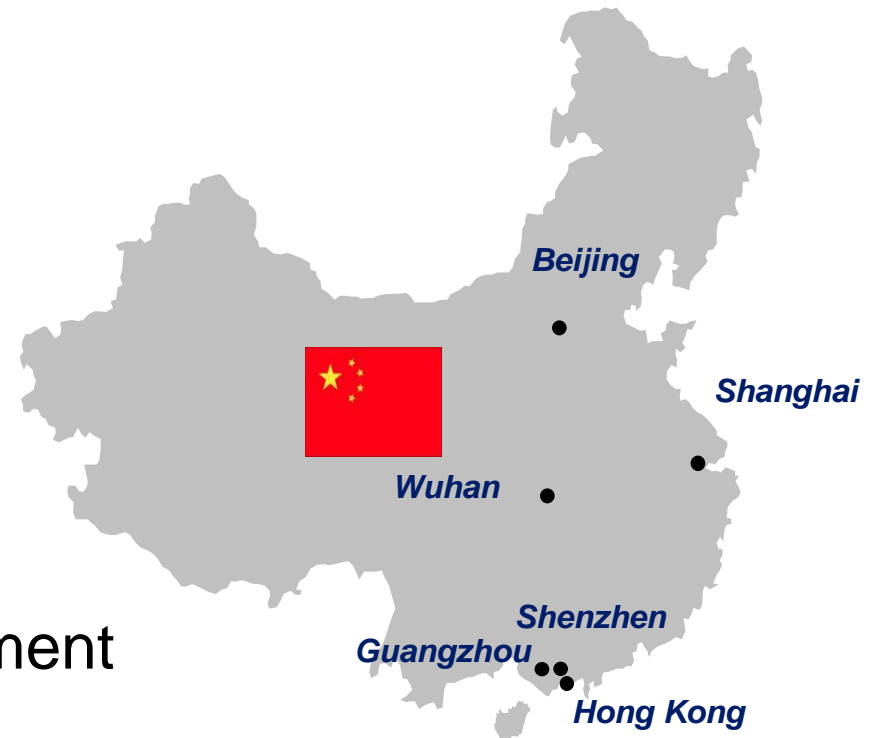 Beijing
Shanghai
Wuhan
Shenzhen
ment
Guangzhou
Hong Kong